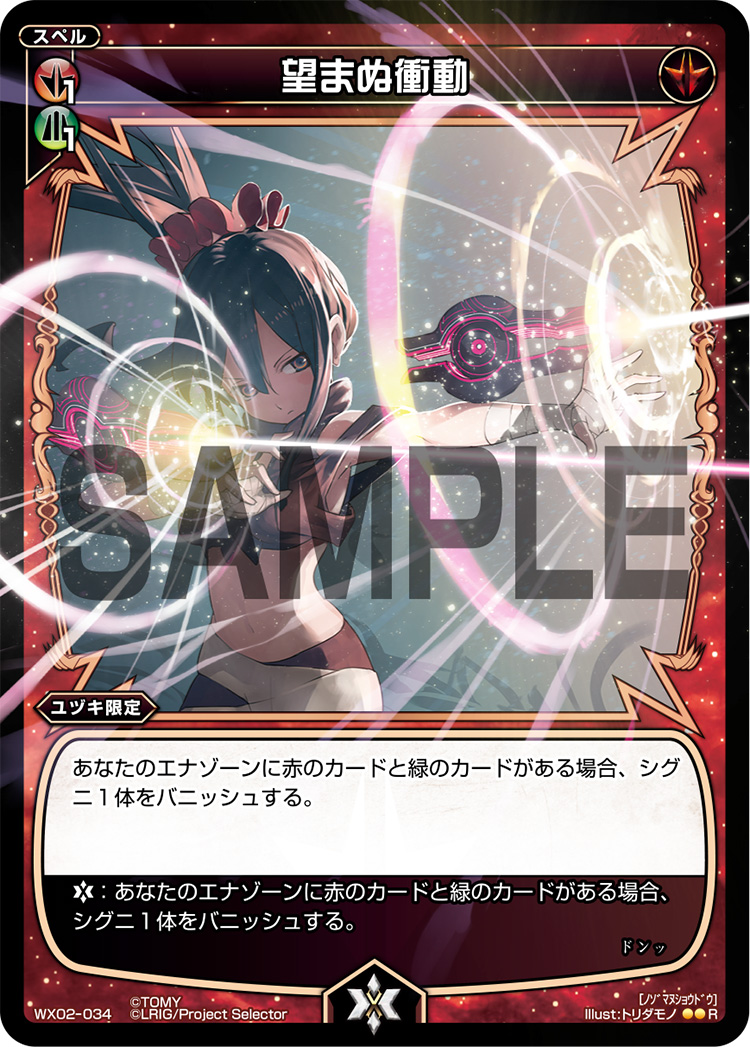 スペル
望まぬ衝動
1
1
SAMPLE
ユヅキ限定
あなたのエナゾーンに赤のカードと緑のカードがある場合、シグ
ニ1体をバニッシュする。
：あなたのエナゾーンに赤のカードと緑のカードがある場合、
シグニ1体をバニッシュする。
ドンッ
WX02-034
©TOMY
©LRIG/Project Selector
[ノゾマヌショウドウ]
illust:トリダモノ
R